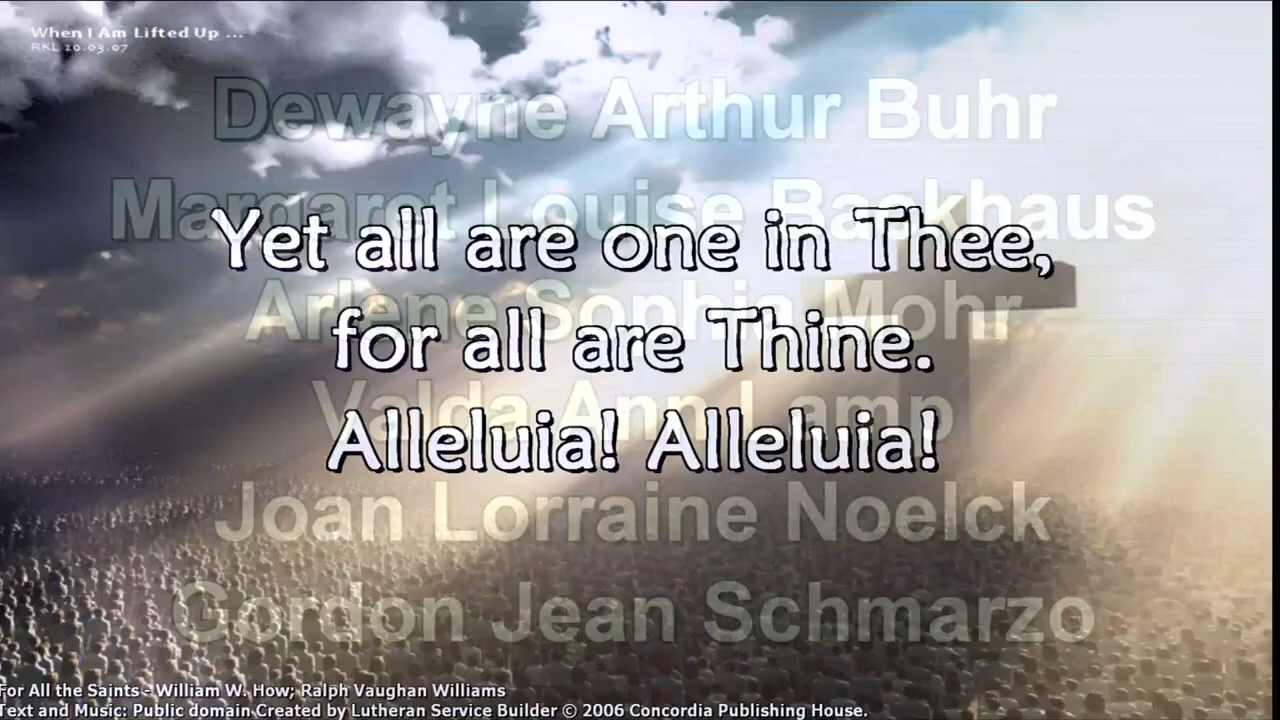 When I Am Lifted Up ...
RKL 20.03.07
Dewayne Arthur Buhr
Margaret Louise Backhaus
Yet all are one in Thee,
Arlene Sophia Mohr
for all are Thine.
Valda Ann Lamp
Alleluia! Alleluia!
Joan Lorraine Noelck
Gordon Jean Schmarzo
For All the Saints - William W. How; Ralph Vaughan Williams
Text and Music: Public domain Created by Lutheran Service Builder © 2006 Concordia Publishing House.